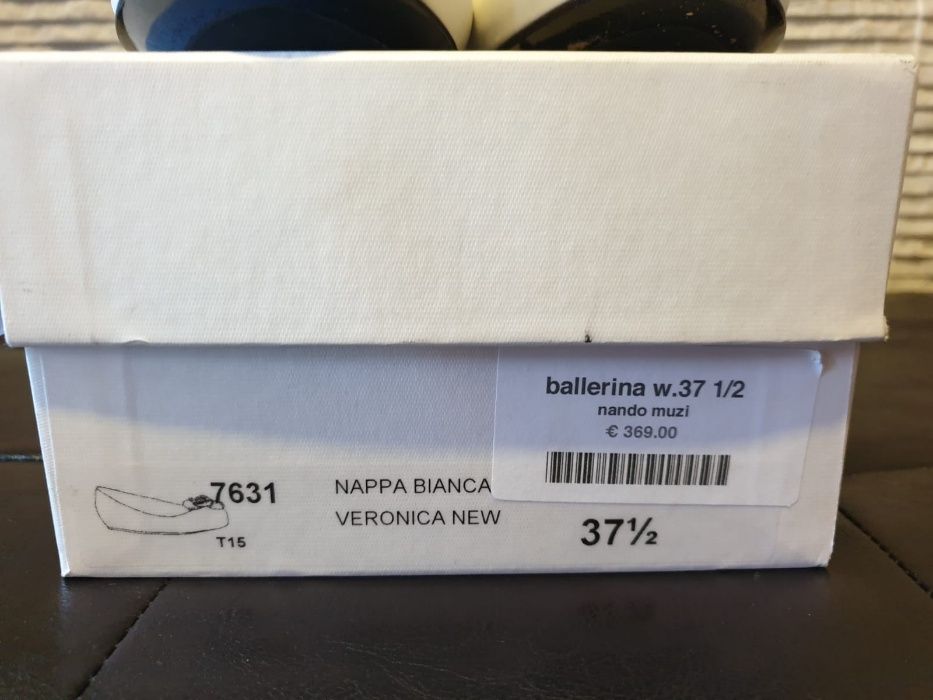 ballerina w.37 1/2
nando muzi
€ 369.00
7631
NAPPA BIANCA
VERONICA NEW
T15
37½